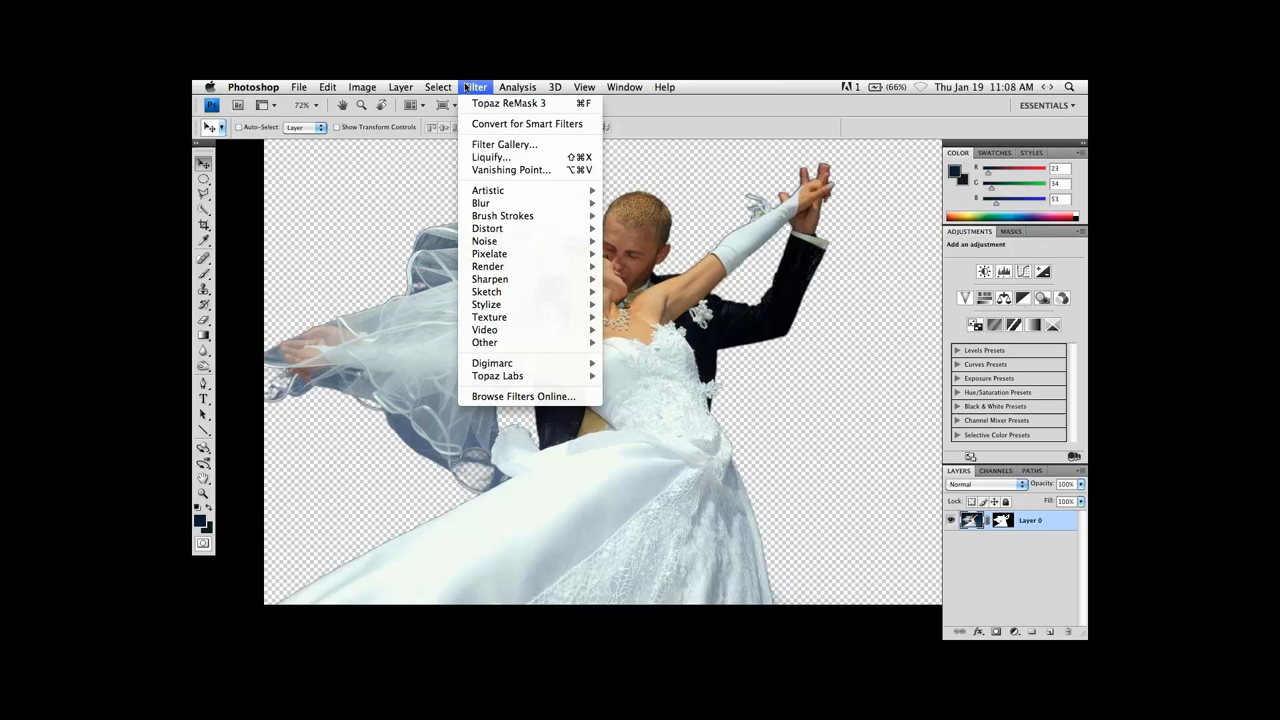 Photoshop File Edit Image Layer Select Filter Analysis 3D View Window Help (66%) Thu Jan 19 11:08 AM
Ps Br 72% ESSENTIALS
Auto-Select: Layer Show Transform Controls
Topaz ReMask 3 ⌘F
Convert for Smart Filters
Filter Gallery...
Liquify... ⇧⌘X
Vanishing Point... ⌥⌘V
Artistic
Blur
Brush Strokes
Distort
Noise
Pixelate
Render
Sharpen
Sketch
Stylize
Texture
Video
Other
Digimarc
Topaz Labs
Browse Filters Online...
COLOR SWATCHES STYLES
R 23
G 34
B 53
ADJUSTMENTS MASKS
Add an adjustment
Levels Presets
Curves Presets
Exposure Presets
Hue/Saturation Presets
Black & White Presets
Channel Mixer Presets
Selective Color Presets
LAYERS CHANNELS PATHS
Normal Opacity: 100%
Lock: Fill: 100%
Layer 0